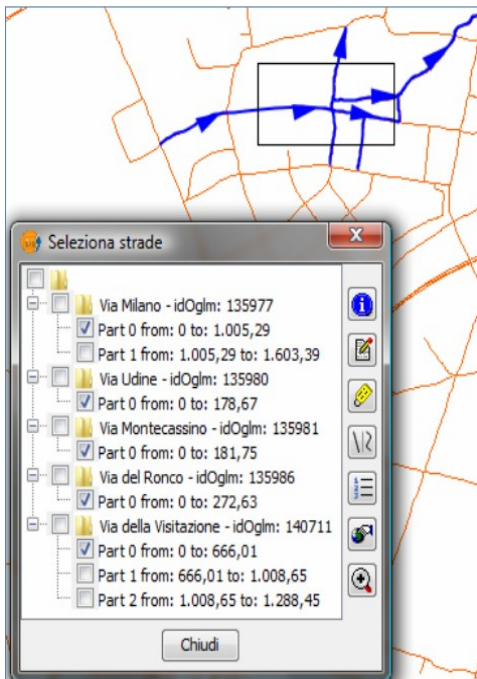 Seleziona strade
Via Milano - idOglm: 135977
Part 0 from: 0 to: 1.005,29
Part 1 from: 1.005,29 to: 1.603,39
Via Udine - idOglm: 135980
Part 0 from: 0 to: 178,67
Via Montecassino - idOglm: 135981
Part 0 from: 0 to: 181,75
Via del Ronco - idOglm: 135986
Part 0 from: 0 to: 272,63
Via della Visitazione - idOglm: 140711
Part 0 from: 0 to: 666,01
Part 1 from: 666,01 to: 1.008,65
Part 2 from: 1.008,65 to: 1.288,45
Chiudi